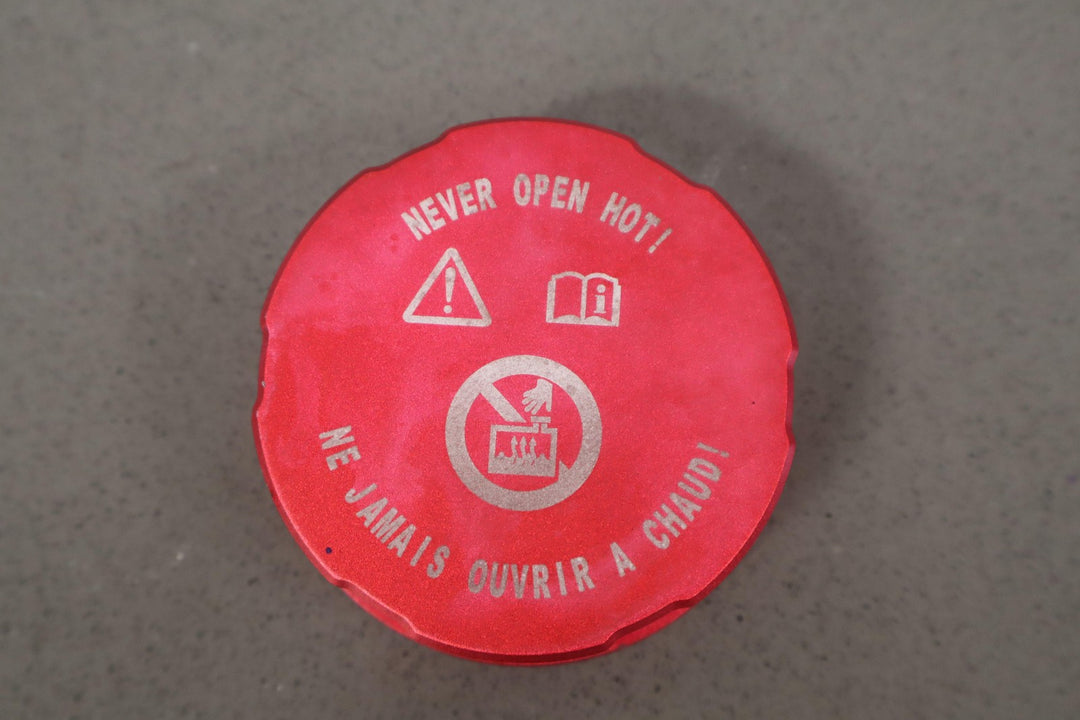 NEVER OPEN HOT!
i
NE JAMAIS OUVRIR A CHAUD!